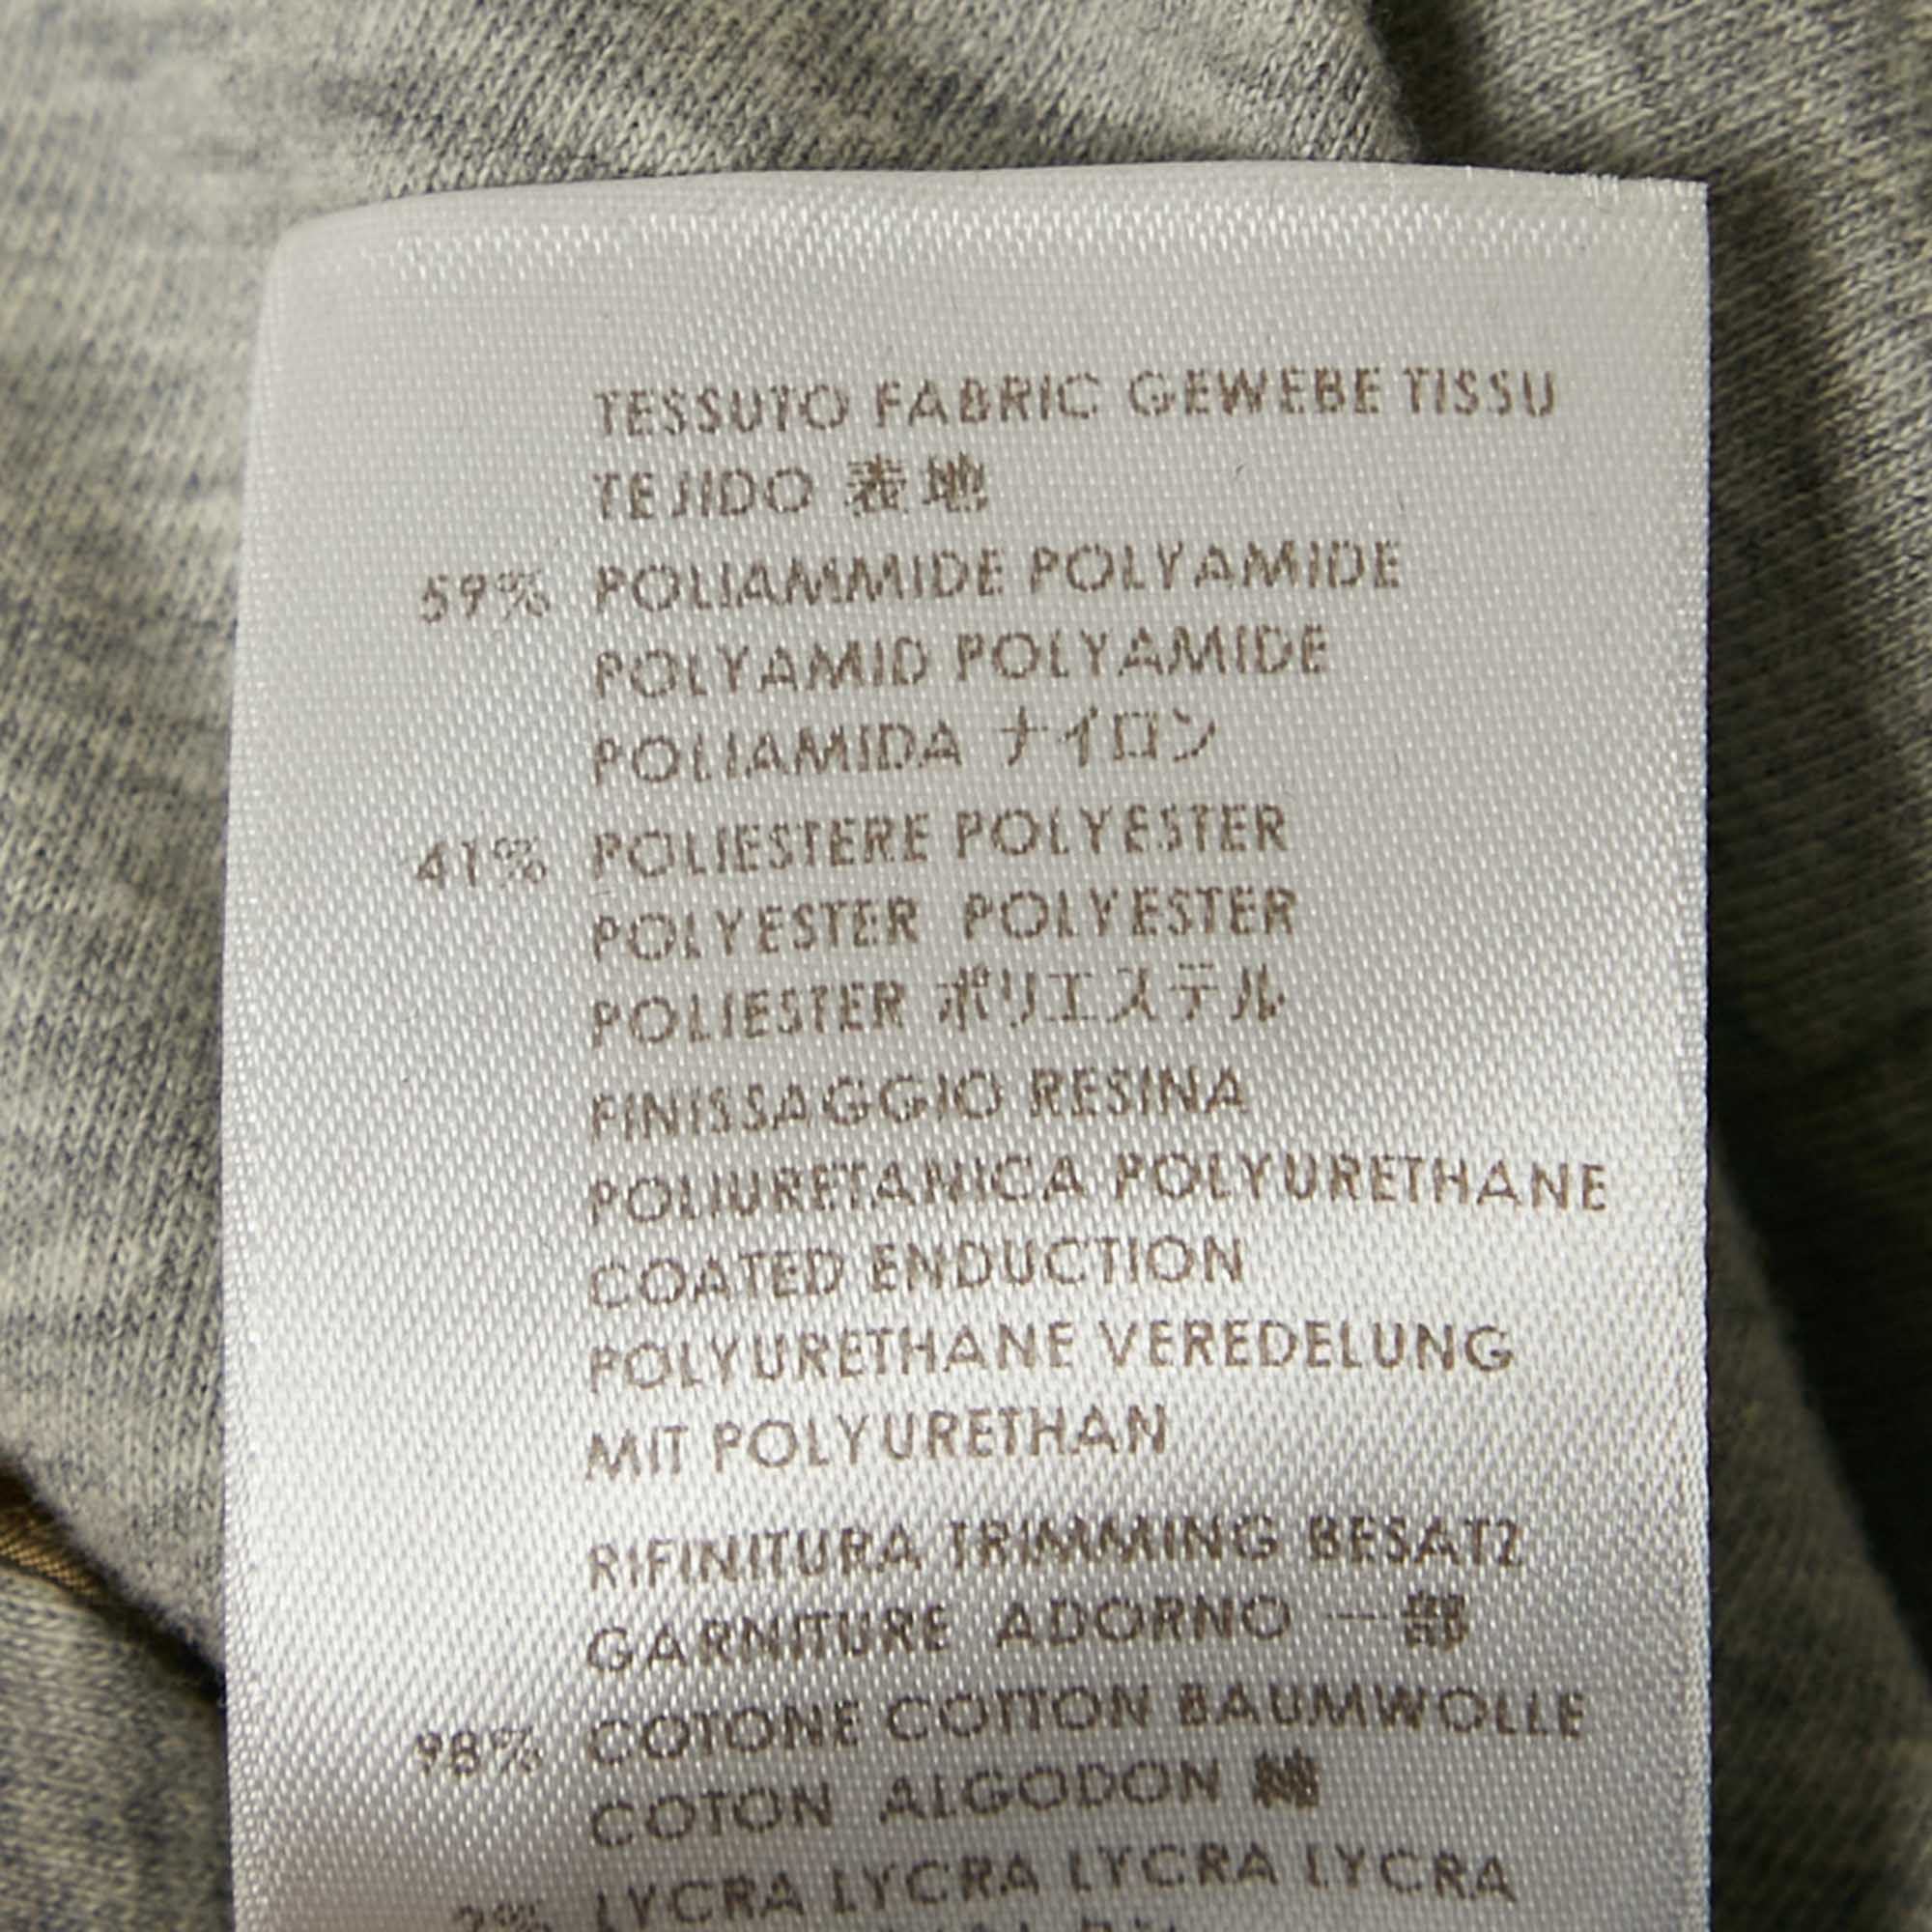 TESSUTO FABRIC GEWEBE TISSU
TEJIDO 表地
59% POLIAMMIDE POLYAMIDE
POLYAMID POLYAMIDE
POLIAMIDA ナイロン
41% POLIESTERE POLYESTER
POLYESTER POLYESTER
POLIESTER ポリエステル
FINISSAGGIO RESINA
POLIURETANICA POLYURETHANE
COATED ENDUCTION
POLYURETHANE VEREDELUNG
MIT POLYURETHAN
RIFINITURA TRIMMING BESATZ
GARNITURE ADORNO 一部
98% COTONE COTTON BAUMWOLLE
COTON ALGODON 綿
2% LYCRA LYCRA LYCRA LYCRA